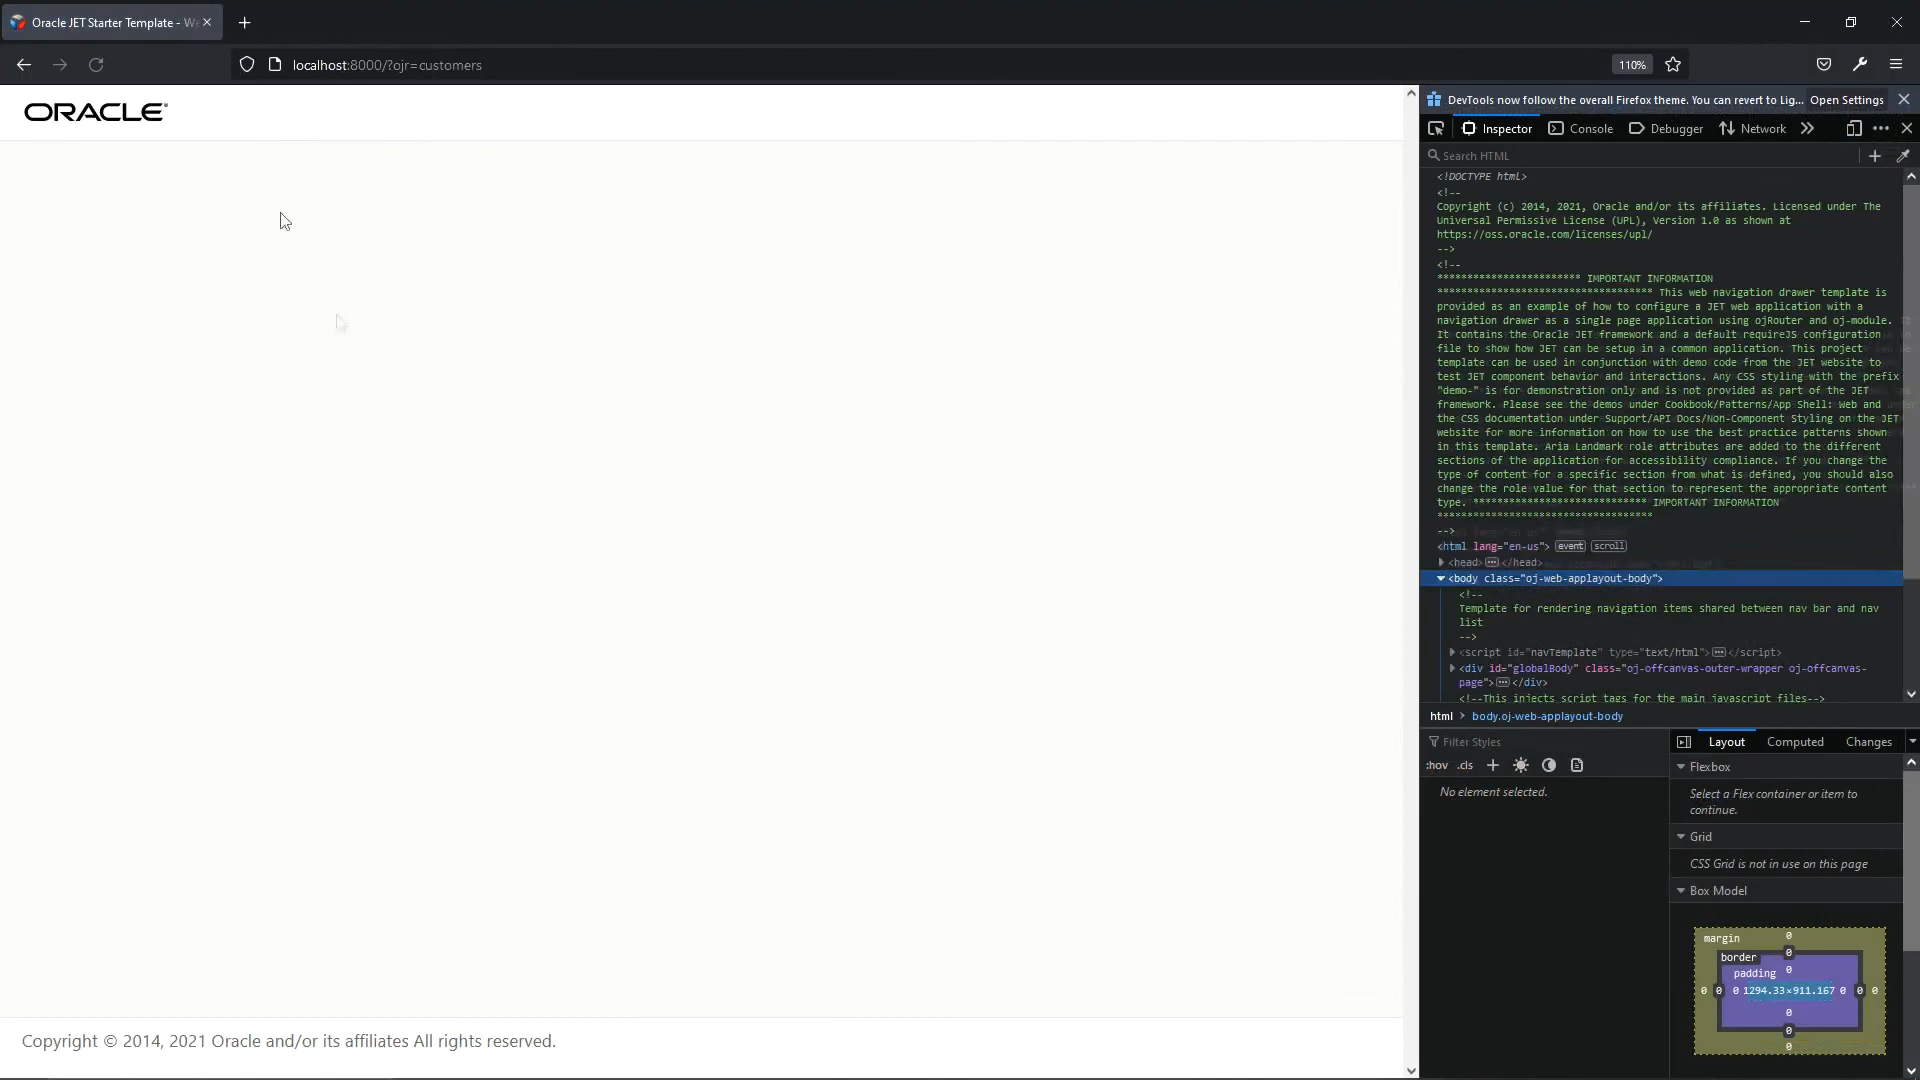 Oracle JET Starter Template - We
localhost:8000/?ojr=customers
110%
ORACLE
DevTools now follow the overall Firefox theme. You can revert to Lig... Open Settings
Inspector Console Debugger Network
Search HTML
<!DOCTYPE html>
<!--
Copyright (c) 2014, 2021, Oracle and/or its affiliates. Licensed under The
Universal Permissive License (UPL), Version 1.0 as shown at
https://oss.oracle.com/licenses/upl/
-->
<!--
************************ IMPORTANT INFORMATION
************************************ This web navigation drawer template is
provided as an example of how to configure a JET web application with a
navigation drawer as a single page application using ojRouter and oj-module. It
It contains the Oracle JET framework and a default requireJS configuration
file to show how JET can be setup in a common application. This project
template can be used in conjunction with demo code from the JET website to
test JET component behavior and interactions. Any CSS styling with the prefix
"demo-" is for demonstration only and is not provided as part of the JET
framework. Please see the demos under Cookbook/Patterns/App Shell: Web and
the CSS documentation under Support/API Docs/Non-Component Styling on the JET
website for more information on how to use the best practice patterns shown
in this template. Aria Landmark role attributes are added to the different
sections of the application for accessibility compliance. If you change the
type of content for a specific section from what is defined, you should also
change the role value for that section to represent the appropriate content
type. ***************************** IMPORTANT INFORMATION
************************************
-->
<html lang="en-us"> event scroll
<head> </head>
<body class="oj-web-applayout-body">
<!--
Template for rendering navigation items shared between nav bar and nav
list
-->
<script id="navTemplate" type="text/html"> </script>
<div id="globalBody" class="oj-offcanvas-outer-wrapper oj-offcanvas-
page"> </div>
<!--This injects script tags for the main javascript files-->
html body.oj-web-applayout-body
Filter Styles
:hov .cls
No element selected.
Layout Computed Changes
Flexbox
Select a Flex container or item to
continue.
Grid
CSS Grid is not in use on this page
Box Model
margin 0
border 0
padding 0
0 0 0 1294.33×911.167 0 0 0
0
0
0
Copyright © 2014, 2021 Oracle and/or its affiliates All rights reserved.